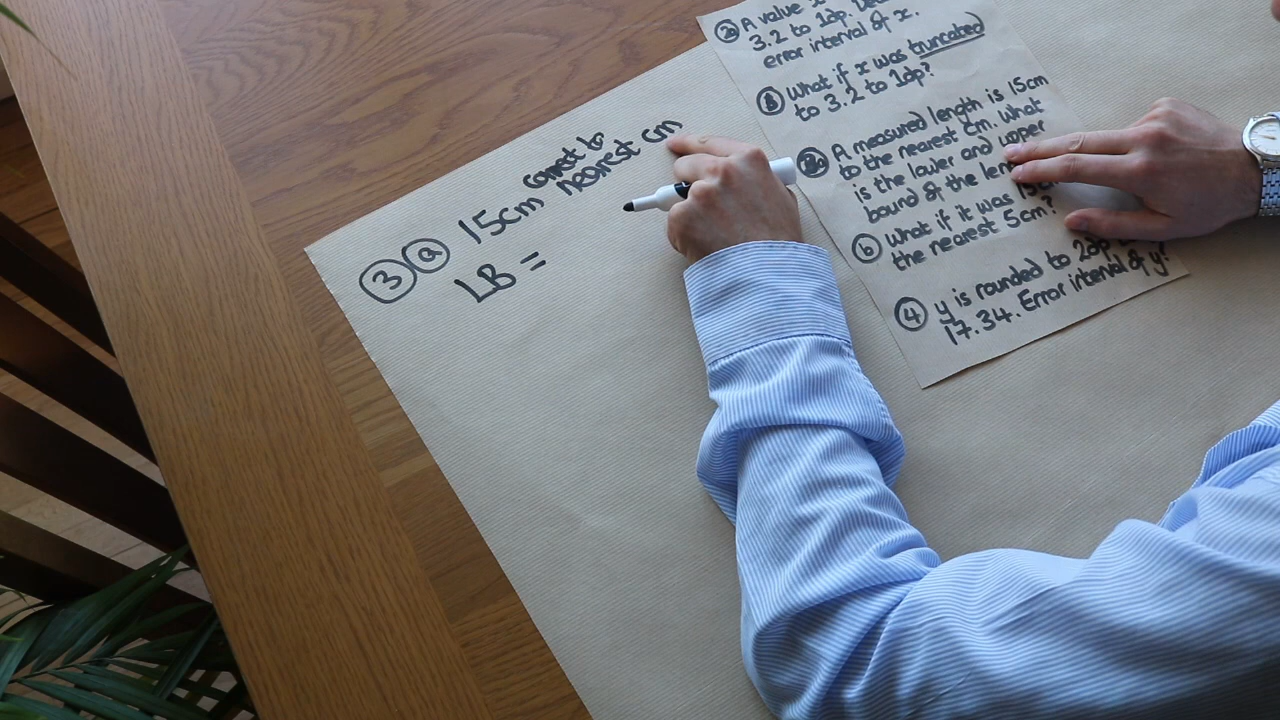 3 a 15cm correct to
nearest cm
LB =
2a A value x
3.2 to 1dp.
error interval of x.
b What if x was truncated
to 3.2 to 1dp?
3a A measured length is 15cm
to the nearest cm. What
is the lower and upper
bound of the
b What if it was 15cm
the nearest 5cm?
4 y is rounded to 2dp
17.34. Error interval of y?